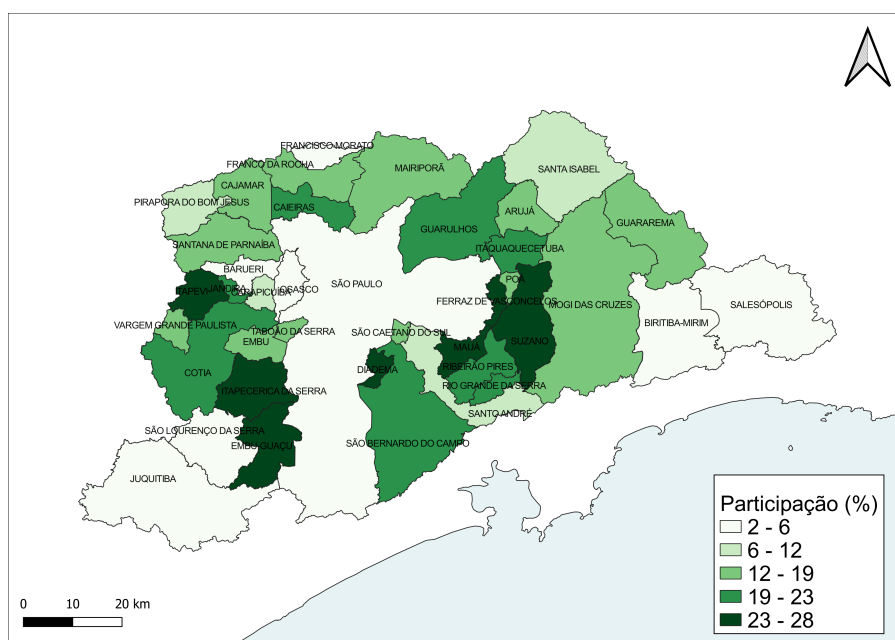 FRANCISCO MORATO
FRANCO DA ROCHA
MAIRIPORÃ
SANTA ISABEL
CAJAMAR
PIRAPORA DO BOM JESUS
CAIEIRAS
ARUJÁ
GUARAREMA
GUARULHOS
SANTANA DE PARNAÍBA
ITAQUAQUECETUBA
BARUERI
POÁ
SÃO PAULO
ITAPEVI
JANDIRA
CARAPICUÍBA
OSASCO
FERRAZ DE VASCONCELOS
MOGI DAS CRUZES
SALESÓPOLIS
BIRITIBA-MIRIM
VARGEM GRANDE PAULISTA
TABOÃO DA SERRA
SÃO CAETANO DO SUL
EMBU
SUZANO
MAUÁ
RIBEIRÃO PIRES
DIADEMA
COTIA
RIO GRANDE DA SERRA
ITAPECERICA DA SERRA
SANTO ANDRÉ
SÃO LOURENÇO DA SERRA
EMBU-GUAÇU
SÃO BERNARDO DO CAMPO
JUQUITIBA
Participação (%)
2 - 6
6 - 12
12 - 19
19 - 23
23 - 28
0 10 20 km